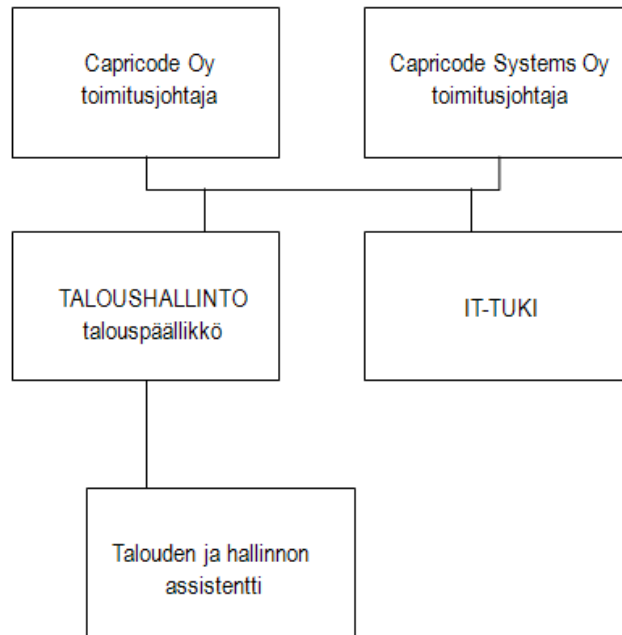 Capricode Oy
toimitusjohtaja
Capricode Systems Oy
toimitusjohtaja
TALOUSHALLINTO
talouspäällikkö
IT-TUKI
Talouden ja hallinnon
assistentti